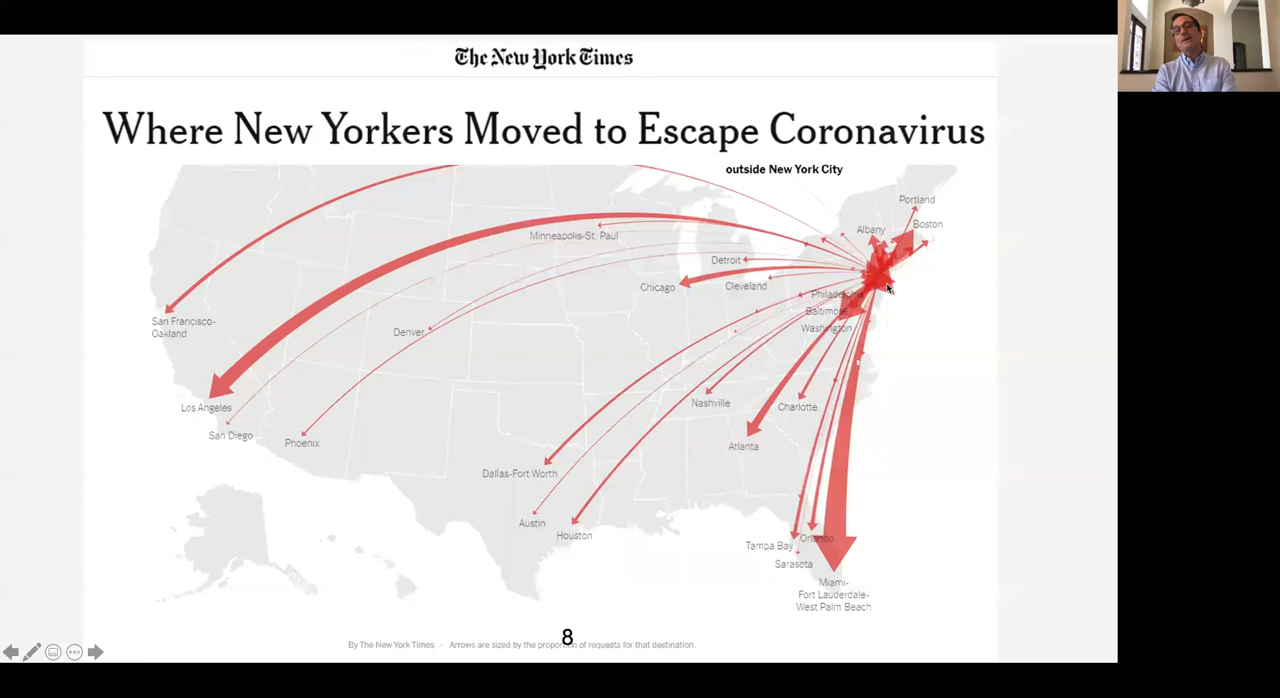 The New York Times
Where New Yorkers Moved to Escape Coronavirus
outside New York City
Portland
Boston
Albany
Minneapolis-St. Paul
Detroit
Chicago
Cleveland
Philadelphia
Baltimore
Washington
San Francisco-
Oakland
Denver
Los Angeles
San Diego
Phoenix
Nashville
Charlotte
Atlanta
Dallas-Fort Worth
Austin
Houston
Tampa Bay
Orlando
Sarasota
Miami-
Fort Lauderdale-
West Palm Beach
8
By The New York Times - Arrows are sized by the proportion of requests for that destination.